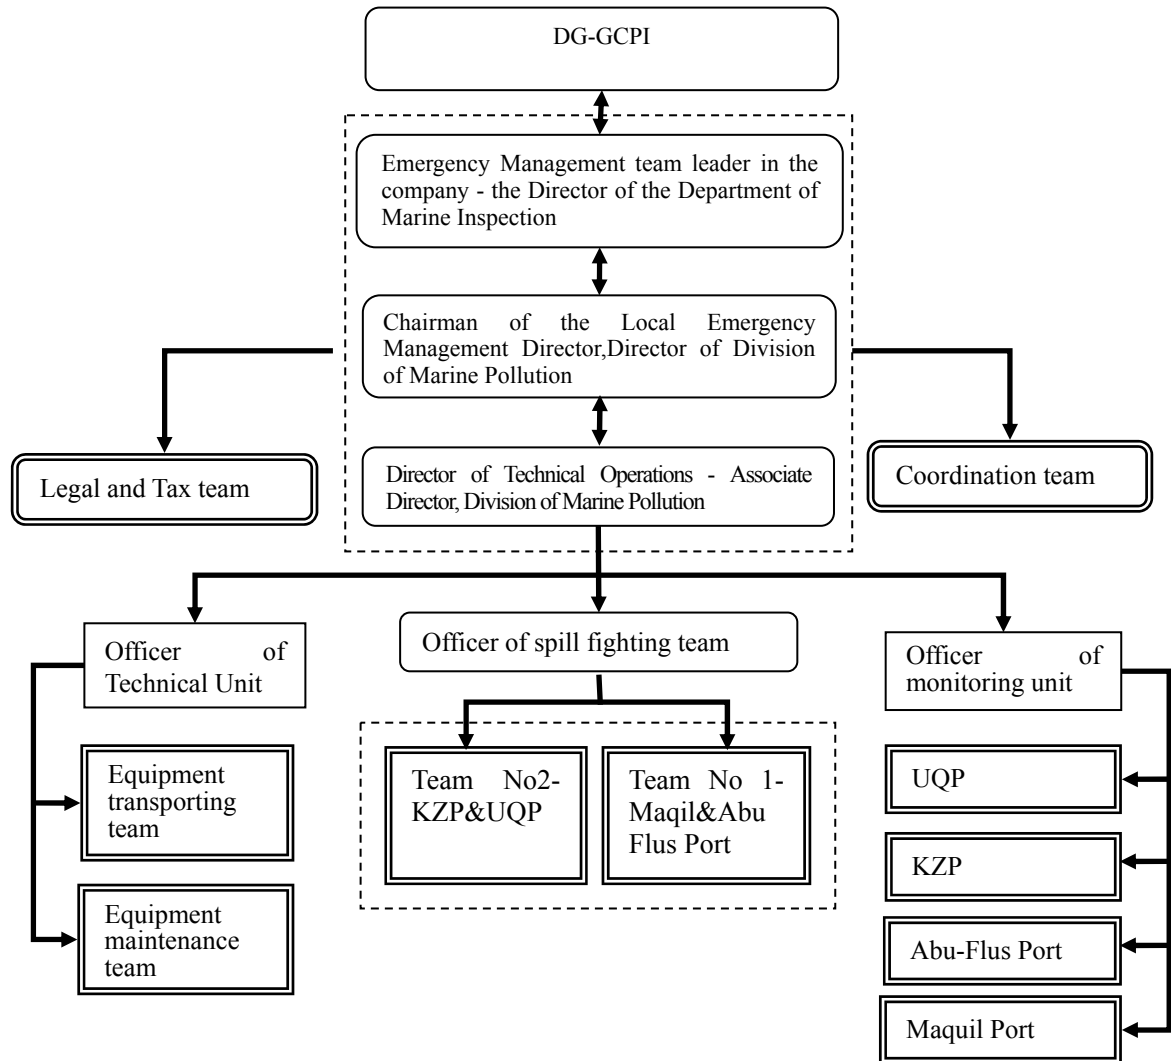 DG-GCPI
Emergency Management team leader in the
company - the Director of the Department of
Marine Inspection
Chairman of the Local Emergency
Management Director,Director of Division
of Marine Pollution
Legal and Tax team
Director of Technical Operations - Associate
Director, Division of Marine Pollution
Coordination team
Officer of
Technical Unit
Officer of spill fighting team
Officer of
monitoring unit
Equipment
transporting
team
Equipment
maintenance
team
Team No2-
KZP&UQP
Team No 1-
Maqil&Abu
Flus Port
UQP
KZP
Abu-Flus Port
Maquil Port